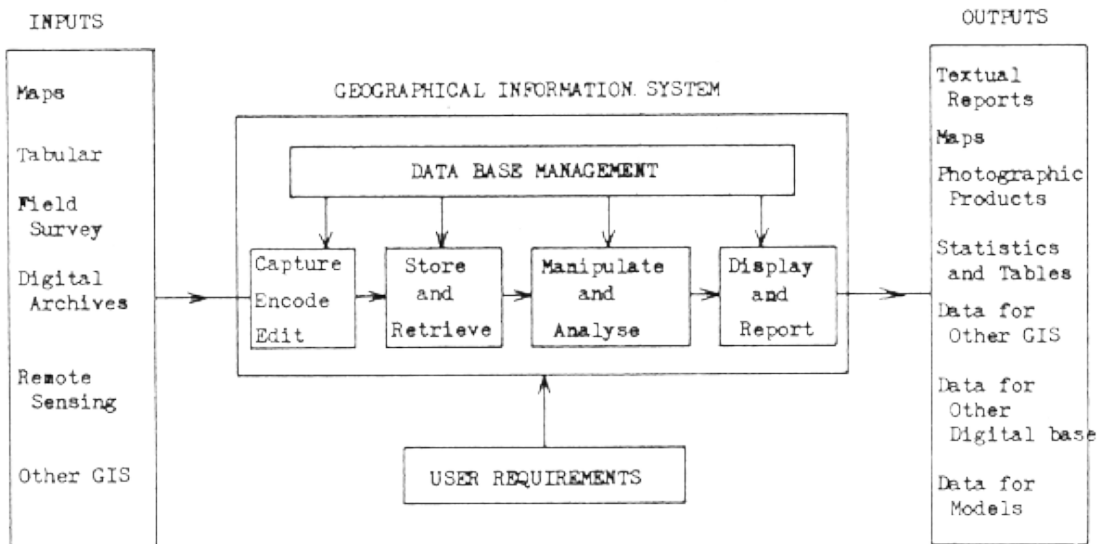 INPUTS
Maps
Tabular
Field
Survey
Digital
Archives
Remote
Sensing
Other GIS
GEOGRAPHICAL INFORMATION SYSTEM
DATA BASE MANAGEMENT
Capture
Encode
Edit
Store
and
Retrieve
Manipulate
and
Analyse
Display
and
Report
USER REQUIREMENTS
OUTPUTS
Textual
Reports
Maps
Photographic
Products
Statistics
and Tables
Data for
Other GIS
Data for
Other
Digital base
Data for
Models